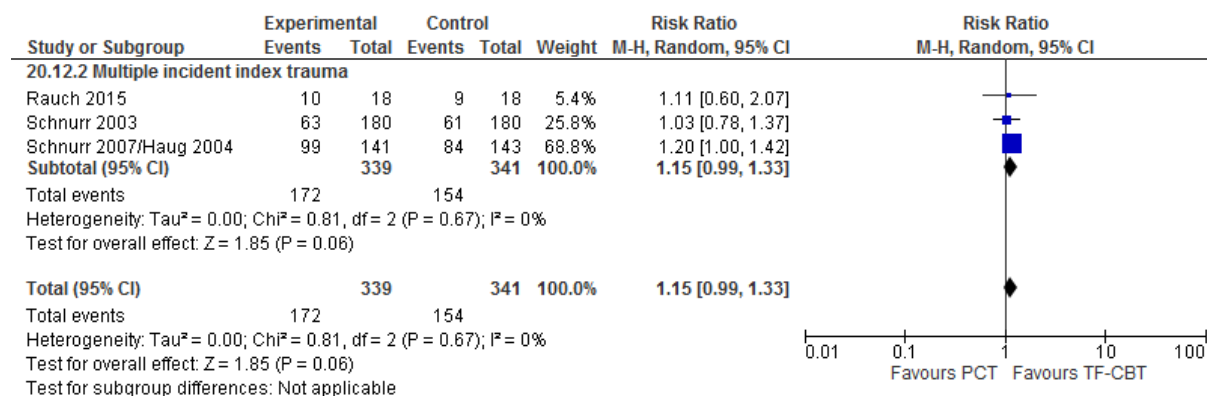 Experimental Control Risk Ratio Risk Ratio
Study or Subgroup Events Total Events Total Weight M-H, Random, 95% CI M-H, Random, 95% CI
20.12.2 Multiple incident index trauma
Rauch 2015 10 18 9 18 5.4% 1.11 [0.60, 2.07]
Schnurr 2003 63 180 61 180 25.8% 1.03 [0.78, 1.37]
Schnurr 2007/Haug 2004 99 141 84 143 68.8% 1.20 [1.00, 1.42]
Subtotal (95% CI) 339 341 100.0% 1.15 [0.99, 1.33]
Total events 172 154
Heterogeneity: Tau² = 0.00; Chi² = 0.81, df = 2 (P = 0.67); I² = 0%
Test for overall effect: Z = 1.85 (P = 0.06)
Total (95% CI) 339 341 100.0% 1.15 [0.99, 1.33]
Total events 172 154
Heterogeneity: Tau² = 0.00; Chi² = 0.81, df = 2 (P = 0.67); I² = 0%
Test for overall effect: Z = 1.85 (P = 0.06)
Test for subgroup differences: Not applicable
0.01 0.1 1 10 100
Favours PCT Favours TF-CBT